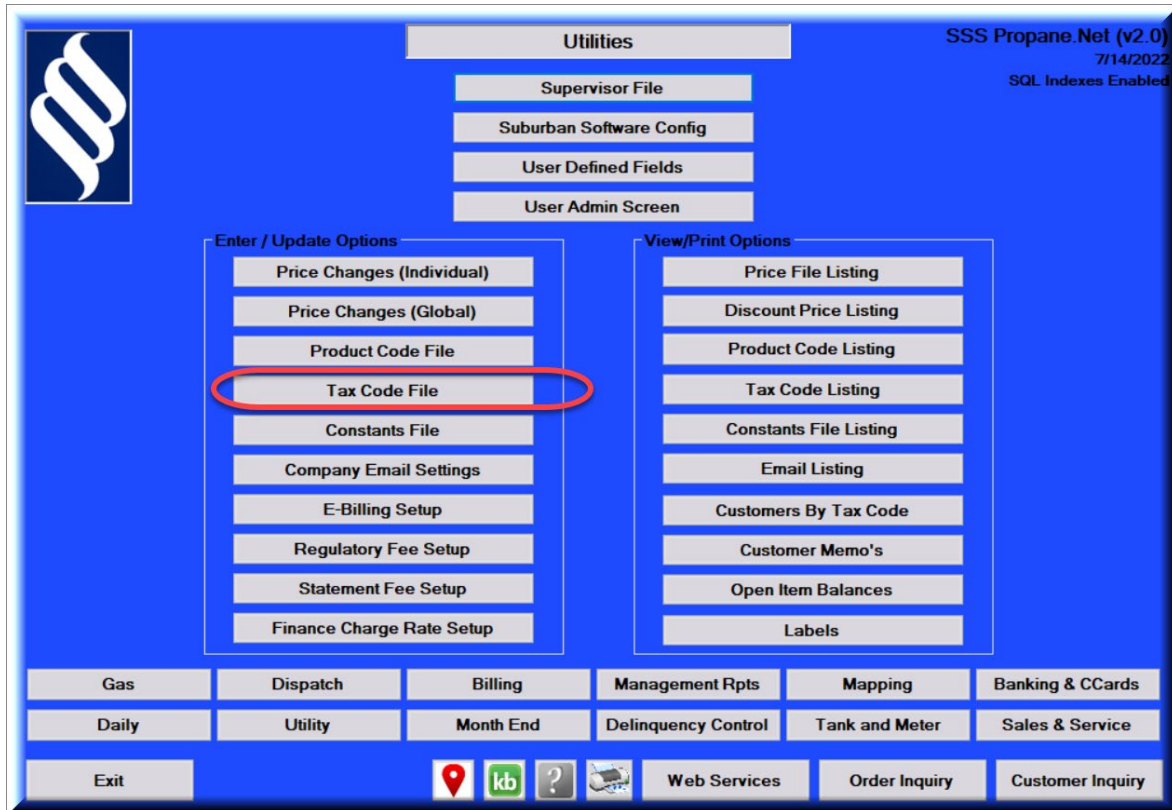 Utilities
SSS Propane.Net (v2.0)
7/14/2022
SQL Indexes Enabled
Supervisor File
Suburban Software Config
User Defined Fields
User Admin Screen
Enter / Update Options
Price Changes (Individual)
Price Changes (Global)
Product Code File
Tax Code File
Constants File
Company Email Settings
E-Billing Setup
Regulatory Fee Setup
Statement Fee Setup
Finance Charge Rate Setup
View/Print Options
Price File Listing
Discount Price Listing
Product Code Listing
Tax Code Listing
Constants File Listing
Email Listing
Customers By Tax Code
Customer Memo's
Open Item Balances
Labels
Gas Dispatch Billing Management Rpts Mapping Banking & CCards
Daily Utility Month End Delinquency Control Tank and Meter Sales & Service
Exit kb ? Web Services Order Inquiry Customer Inquiry